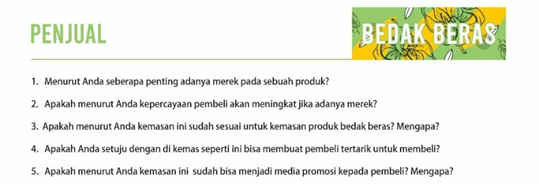 PENJUAL
BEDAK BERAS
1. Menurut Anda seberapa penting adanya merek pada sebuah produk?
2. Apakah menurut Anda kepercayaan pembeli akan meningkat jika adanya merek?
3. Apakah menurut Anda kemasan ini sudah sesuai untuk kemasan produk bedak beras? Mengapa?
4. Apakah Anda setuju dengan di kemas seperti ini bisa membuat pembeli tertarik untuk membeli?
5. Apakah menurut Anda kemasan ini sudah bisa menjadi media promosi kepada pembeli? Mengapa?